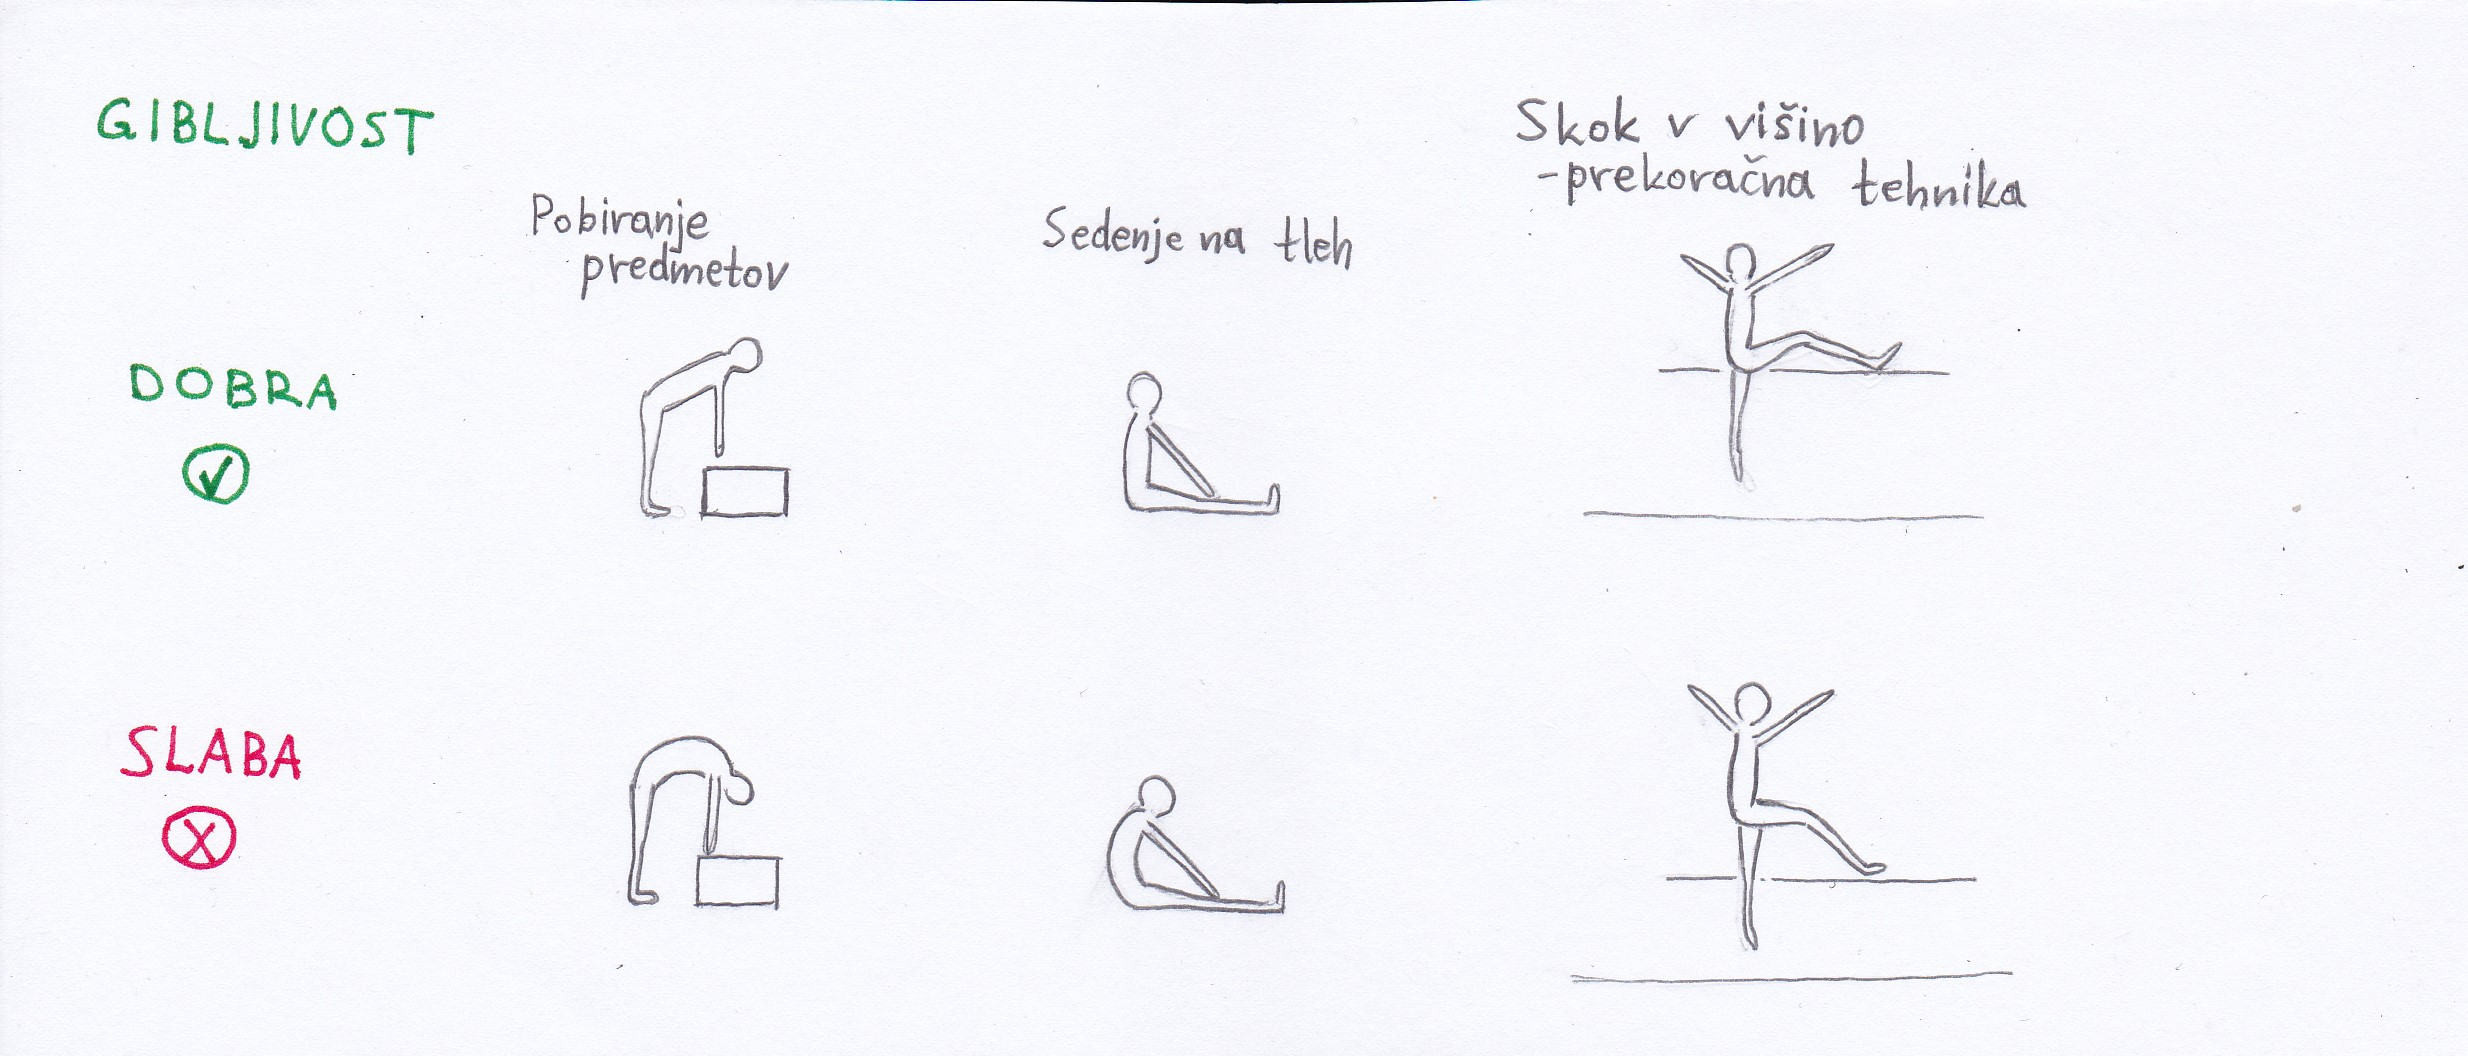 GIBLJIVOST
Pobiranje
predmetov
Sedenje na tleh
Skok v višino
-prekoračna tehnika
DOBRA
SLABA